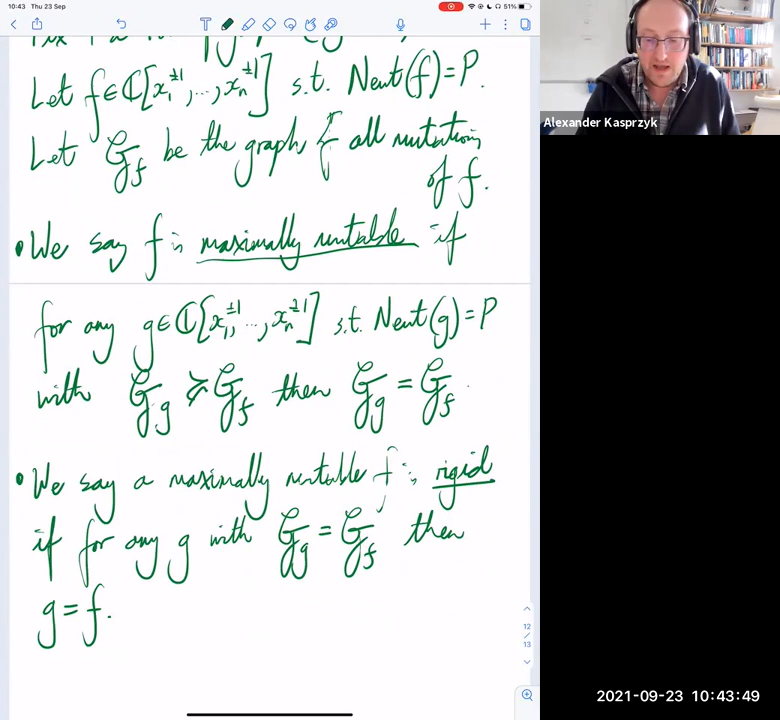 10:43 Thu 23 Sep
51%
Let f∈ℂ[x₁^±1,...,xₙ^±1] s.t. Newt(f)=P.
Let 𝒢_f be the graph of all mutations
of f.
• We say f is maximally mutable if
for any g∈ℂ[x₁^±1,...,xₙ^±1] s.t. Newt(g)=P
with 𝒢_g ⩾ 𝒢_f then 𝒢_g = 𝒢_f.
• We say a maximally mutable f is rigid
if for any g with 𝒢_g = 𝒢_f then
g=f.
12
/
13
Alexander Kasprzyk
2021-09-23 10:43:49